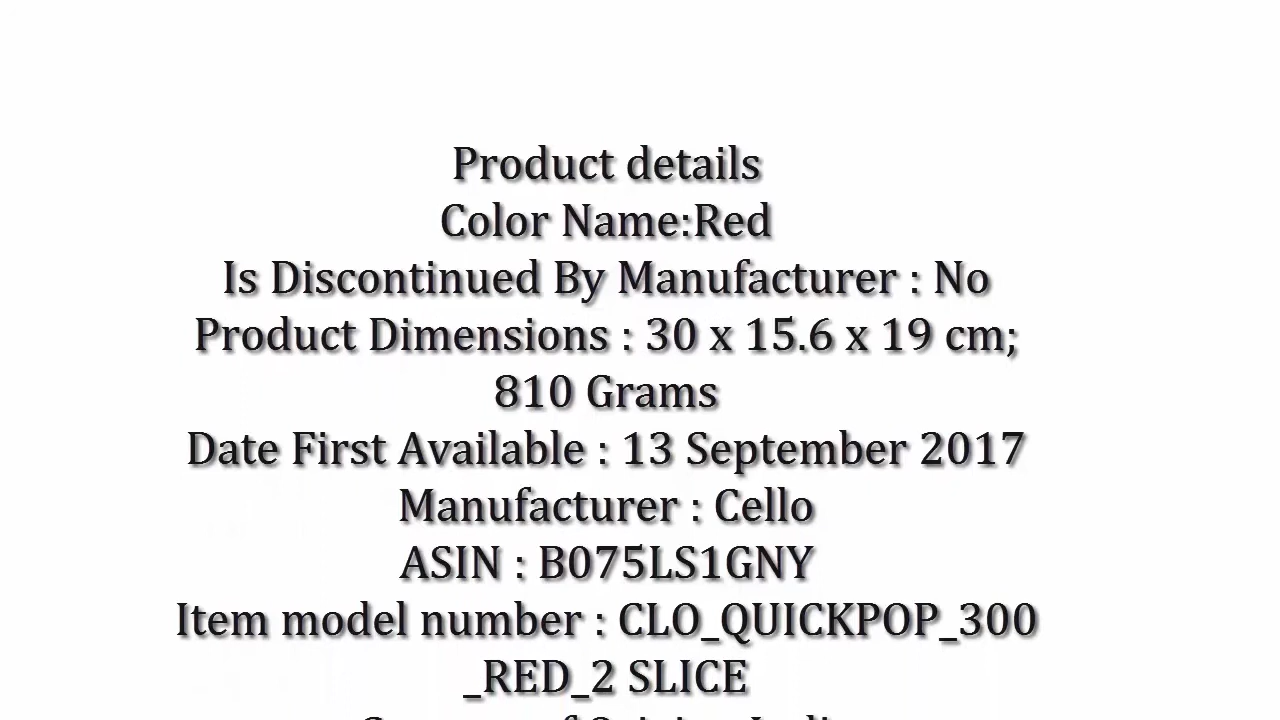 Product details
Color Name:Red
Is Discontinued By Manufacturer : No
Product Dimensions : 30 x 15.6 x 19 cm;
810 Grams
Date First Available : 13 September 2017
Manufacturer : Cello
ASIN : B075LS1GNY
Item model number : CLO_QUICKPOP_300
_RED_2 SLICE